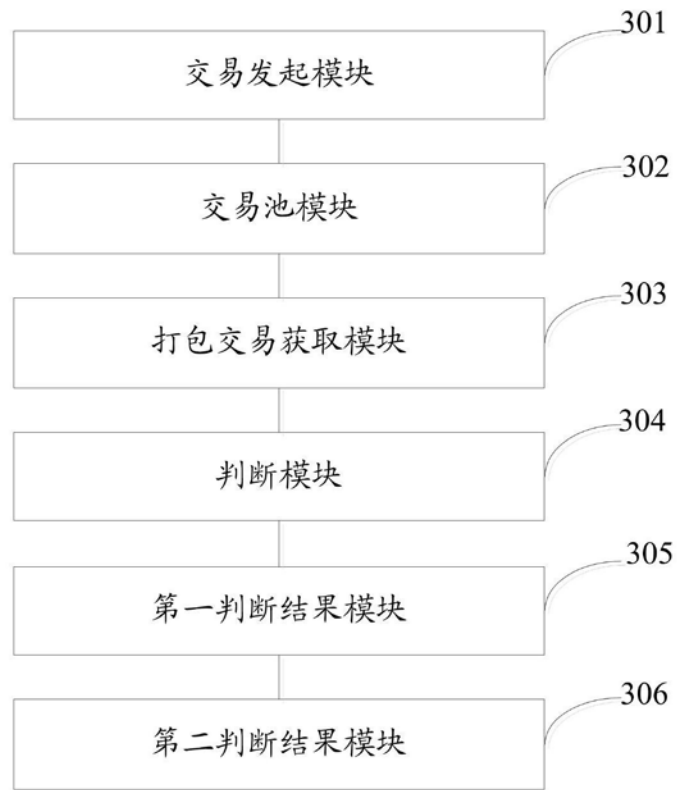 301
交易发起模块
302
交易池模块
303
打包交易获取模块
304
判断模块
305
第一判断结果模块
306
第二判断结果模块